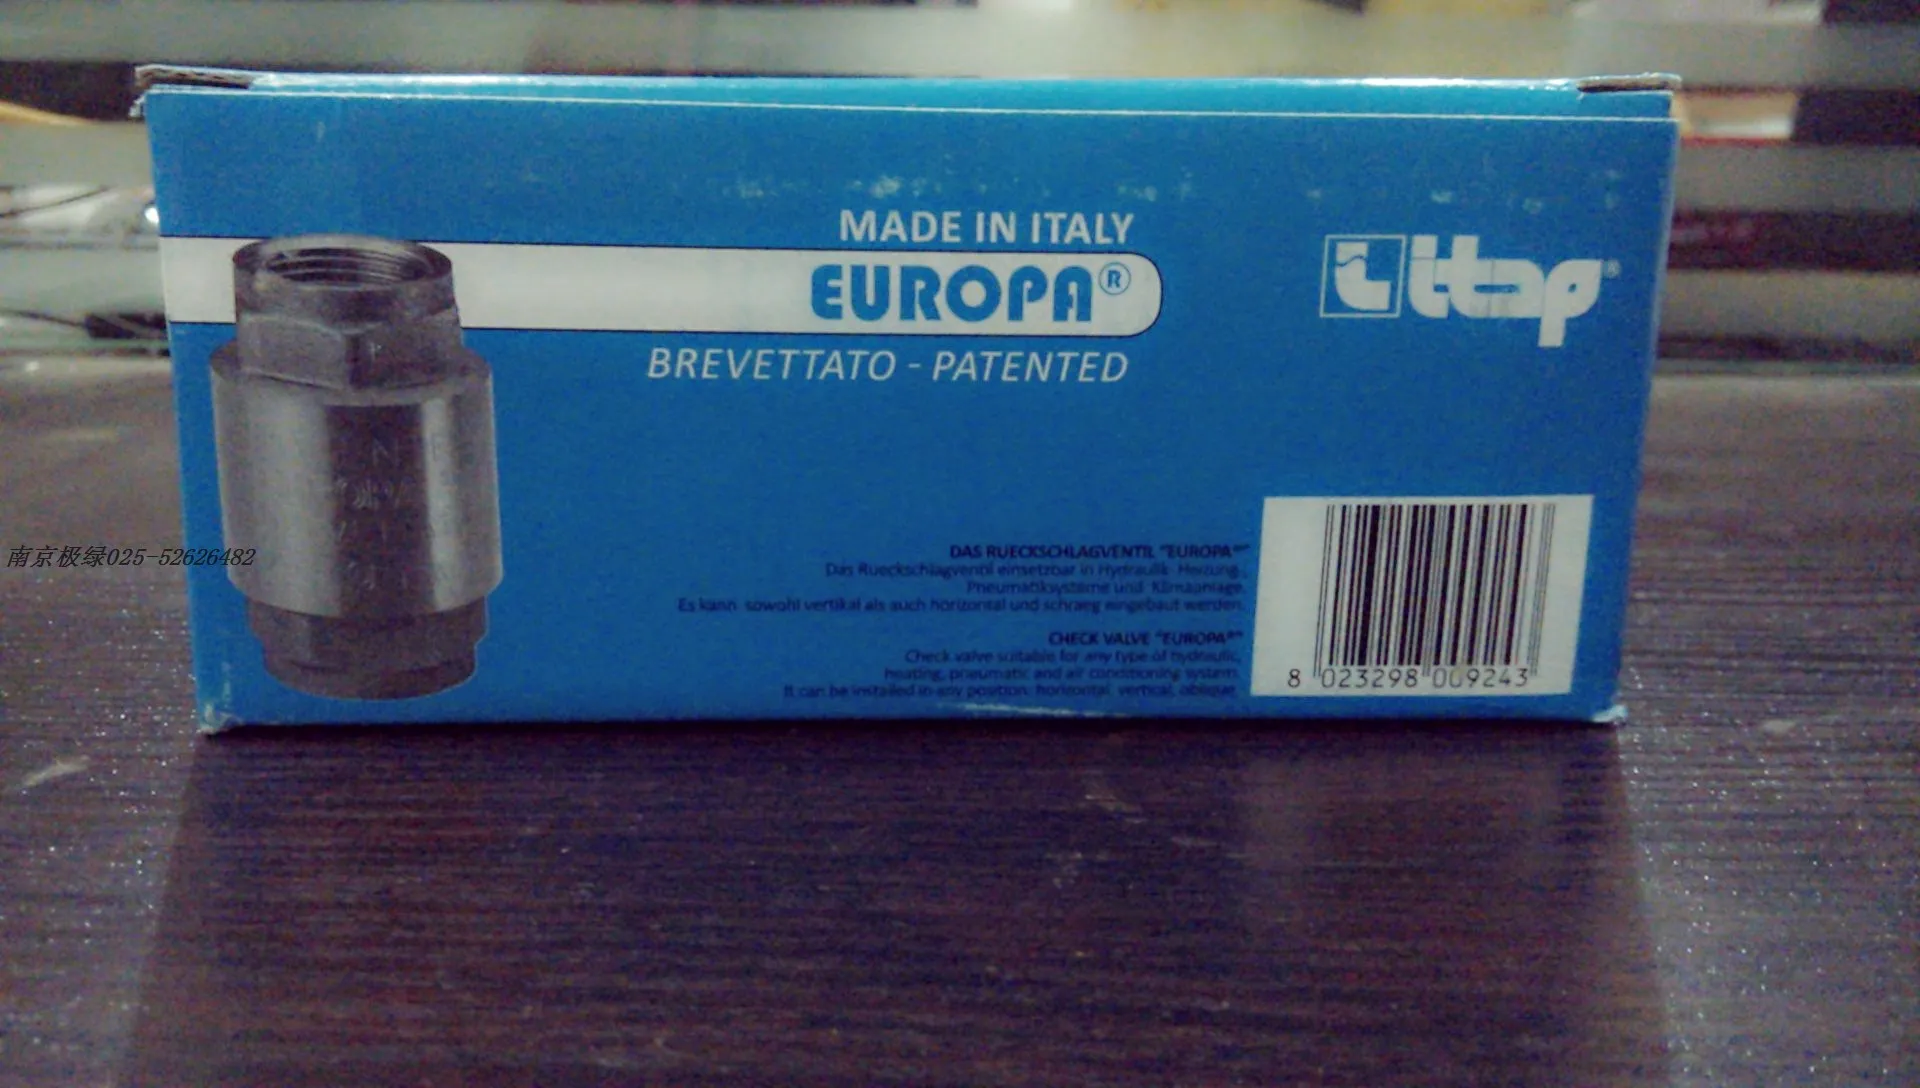 MADE IN ITALY
EUROPA®
BREVETTATO - PATENTED
itap®
南京极绿025-52626482
DAS RUECKSCHLAGVENTIL "EUROPA®"
Das Rueckschlagventil einsetzbar in Hydraulik, Heizung,
Pneumatiksysteme und Klimaanlage.
Es kann sowohl vertikal als auch horizontal und schraeg eingebaut werden.
CHECK VALVE "EUROPA®"
Check valve suitable for any type of hydraulic,
heating, pneumatic and air conditioning system.
It can be installed in any position: horizontal, vertical, oblique.
8 023298 009243